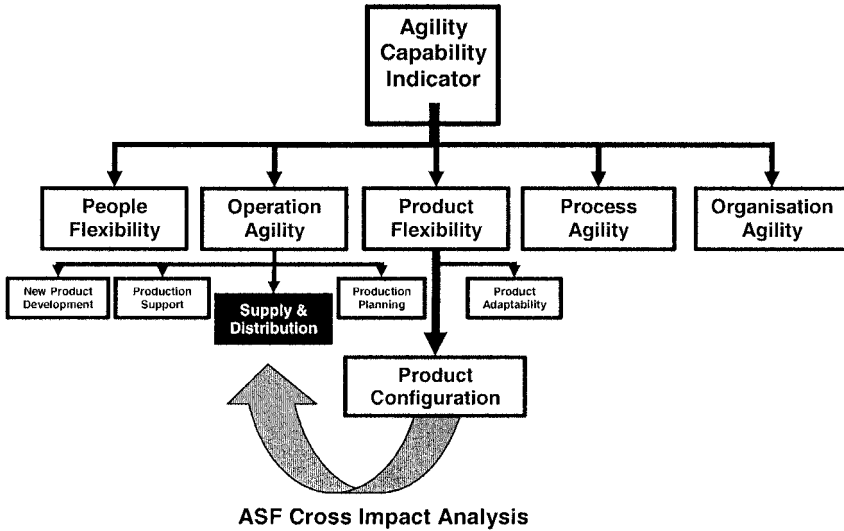 Agility
Capability
Indicator
People
Flexibility
Operation
Agility
Product
Flexibility
Process
Agility
Organisation
Agility
New Product
Development
Production
Support
Supply &
Distribution
Production
Planning
Product
Adaptability
Product
Configuration
ASF Cross Impact Analysis